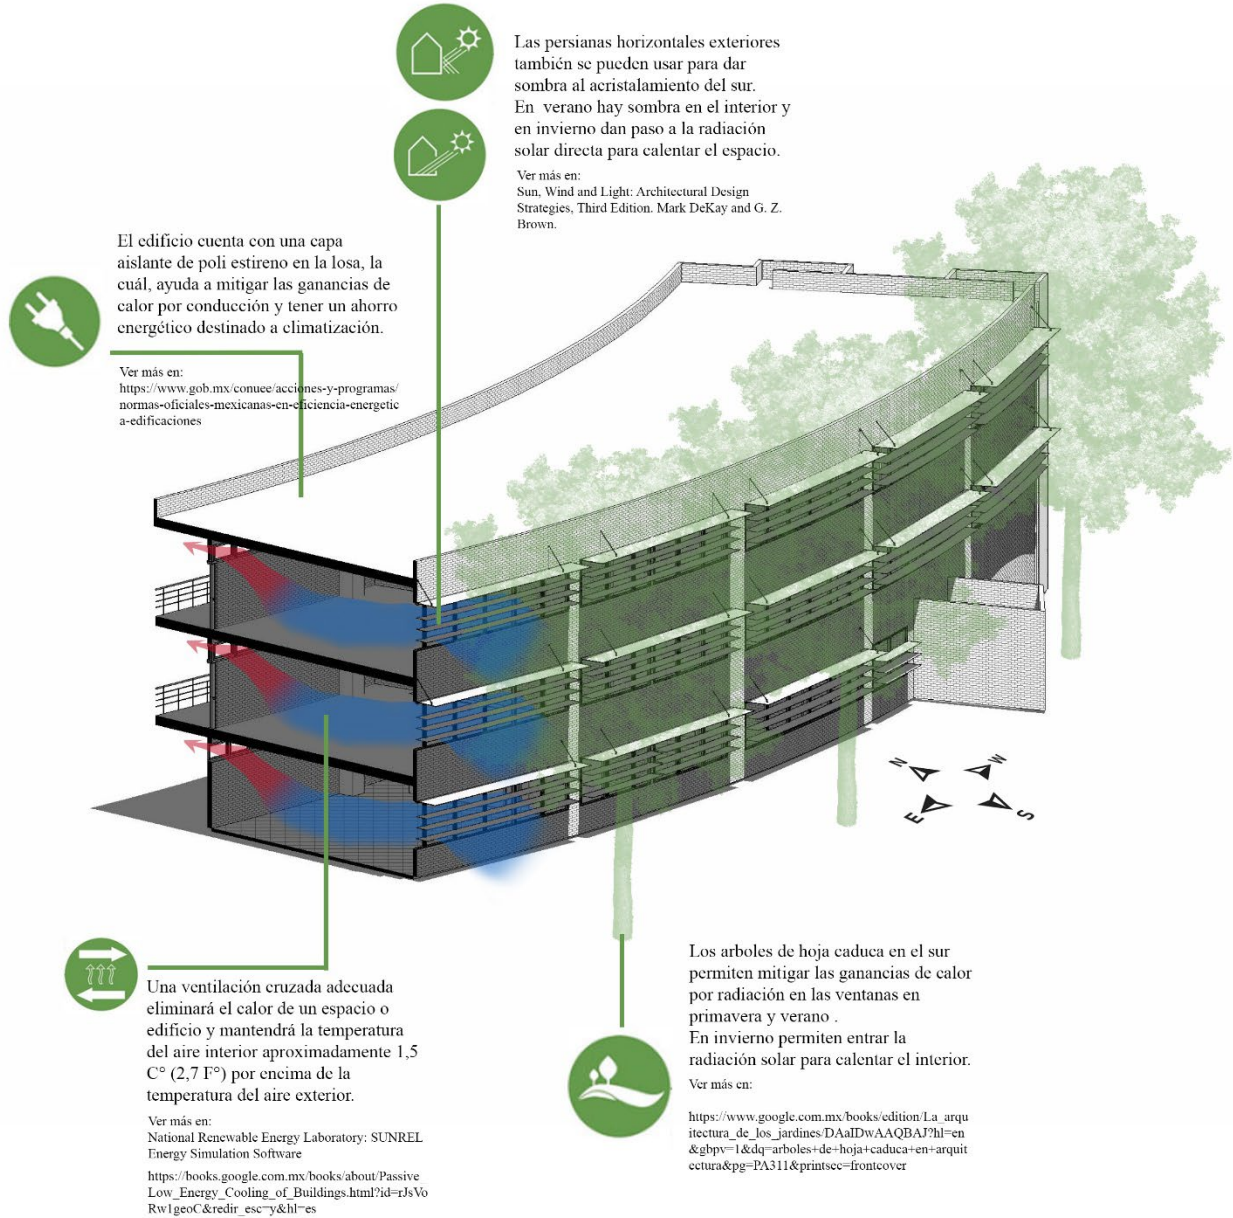 Las persianas horizontales exteriores
también se pueden usar para dar
sombra al acristalamiento del sur.
En verano hay sombra en el interior y
en invierno dan paso a la radiación
solar directa para calentar el espacio.
Ver más en:
Sun, Wind and Light: Architectural Design
Strategies, Third Edition. Mark DeKay and G. Z.
Brown.
El edificio cuenta con una capa
aislante de poli estireno en la losa, la
cuál, ayuda a mitigar las ganancias de
calor por conducción y tener un ahorro
energético destinado a climatización.
Ver más en:
https://www.gob.mx/conuee/acciones-y-programas/
normas-oficiales-mexicanas-en-eficiencia-energetic
a-edificaciones
N
W
E
S
Una ventilación cruzada adecuada
eliminará el calor de un espacio o
edificio y mantendrá la temperatura
del aire interior aproximadamente 1,5
C° (2,7 F°) por encima de la
temperatura del aire exterior.
Ver más en:
National Renewable Energy Laboratory: SUNREL
Energy Simulation Software
https://books.google.com.mx/books/about/Passive
Low_Energy_Cooling_of_Buildings.html?id=rJsVo
Rw1geoC&redir_esc=y&hl=es
Los arboles de hoja caduca en el sur
permiten mitigar las ganancias de calor
por radiación en las ventanas en
primavera y verano .
En invierno permiten entrar la
radiación solar para calentar el interior.
Ver más en:
https://www.google.com.mx/books/edition/La_arqu
itectura_de_los_jardines/DAaIDwAAQBAJ?hl=en
&gbpv=1&dq=arboles+de+hoja+caduca+en+arquit
ectura&pg=PA311&printsec=frontcover